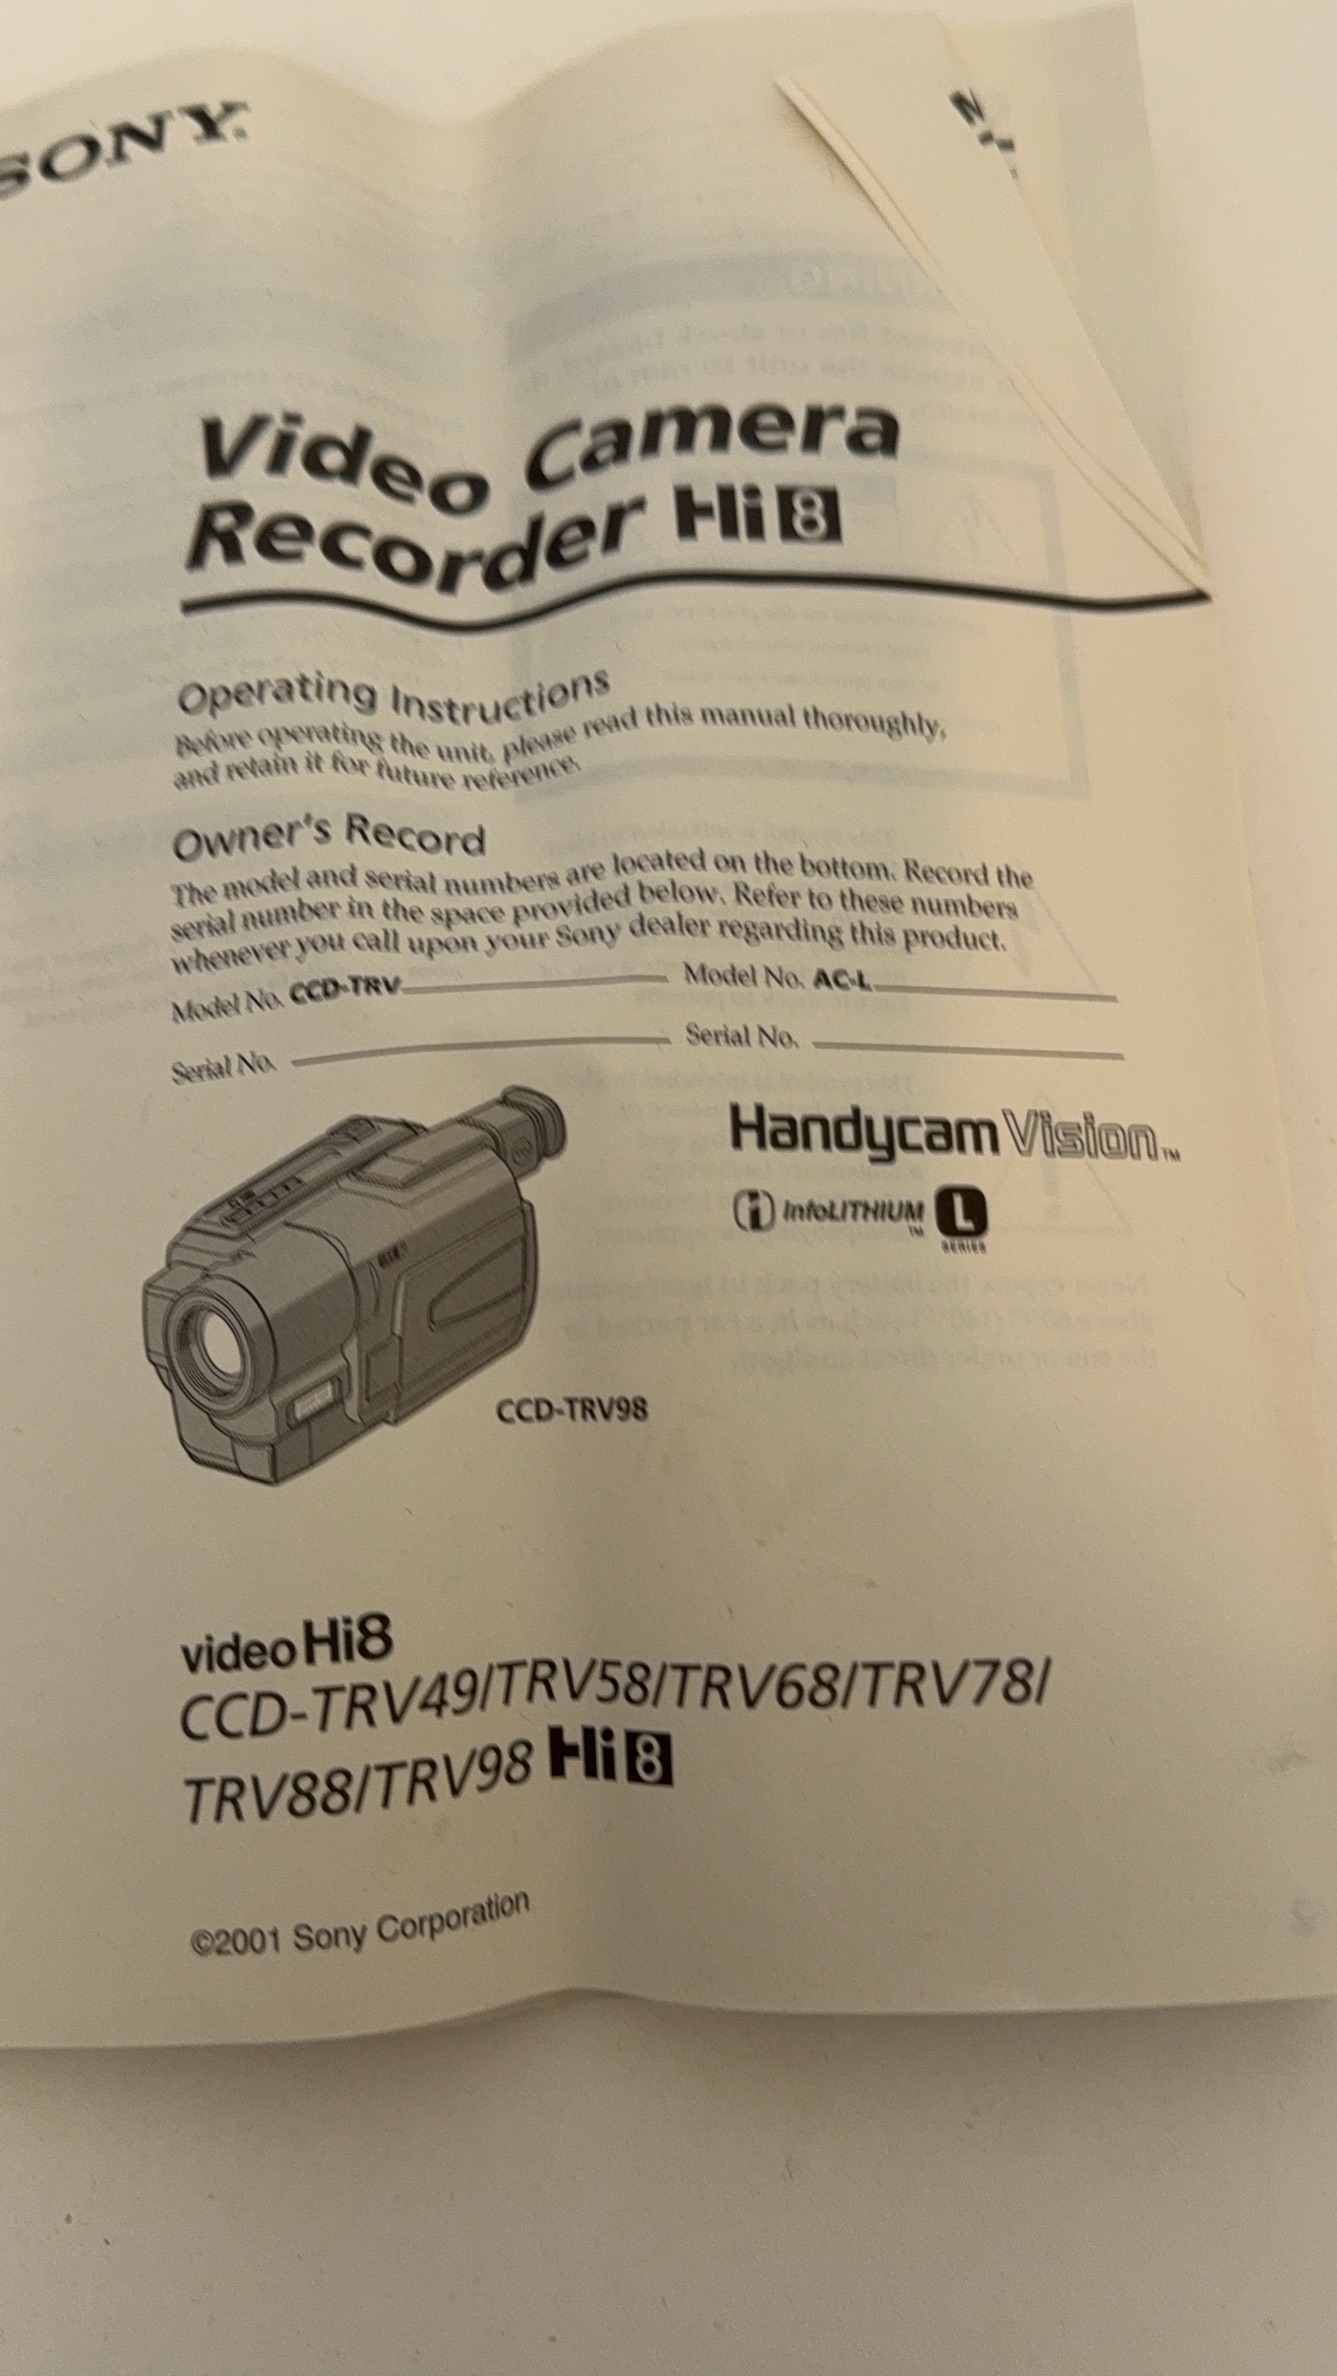 SONY®
Video Camera
Recorder Hi8
Operating Instructions
Before operating the unit, please read this manual thoroughly,
and retain it for future reference.
Owner's Record
The model and serial numbers are located on the bottom. Record the
serial number in the space provided below. Refer to these numbers
whenever you call upon your Sony dealer regarding this product.
Model No. CCD-TRV Model No. AC-L
Serial No. Serial No.
Handycam Vision™
i InfoLITHIUM™ L SERIES
CCD-TRV98
video Hi8
CCD-TRV49/TRV58/TRV68/TRV78/
TRV88/TRV98 Hi8
©2001 Sony Corporation